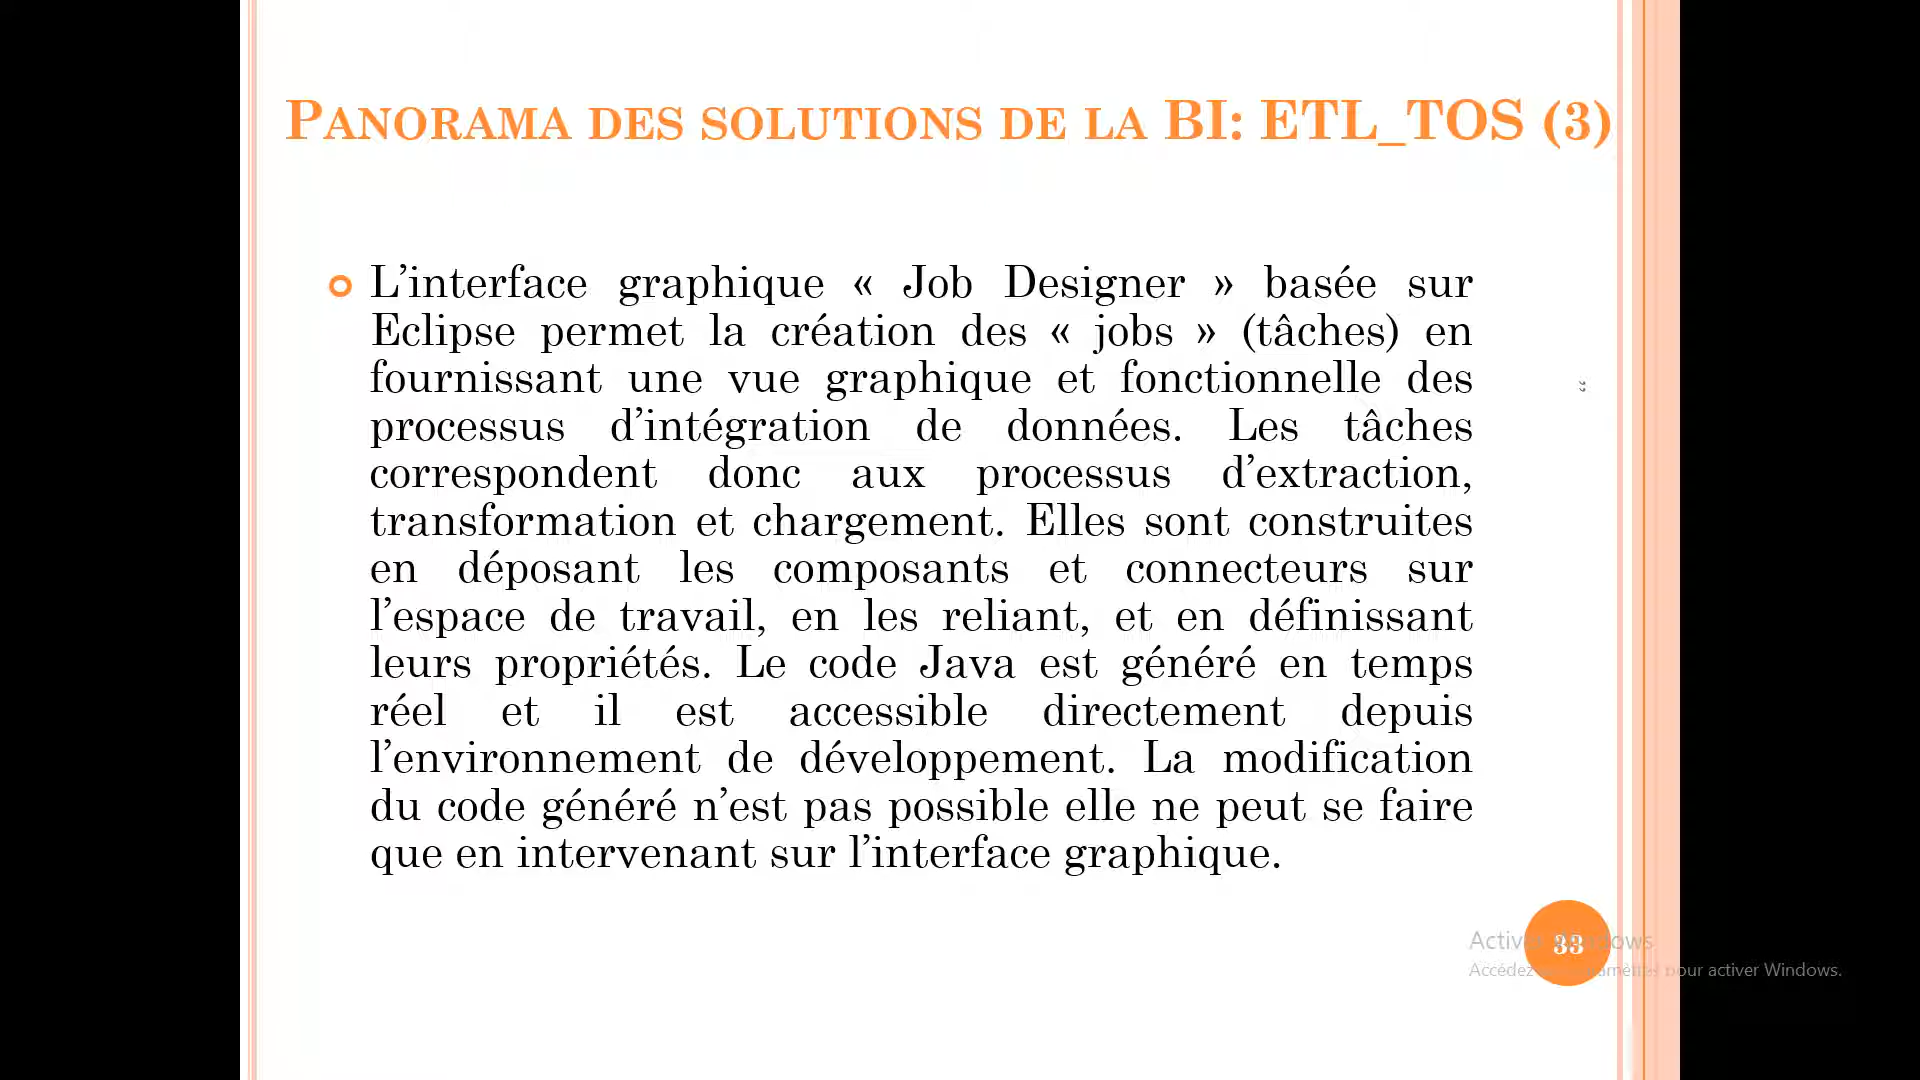 PANORAMA DES SOLUTIONS DE LA BI: ETL_TOS (3)
L’interface graphique « Job Designer » basée sur
Eclipse permet la création des « jobs » (tâches) en
fournissant une vue graphique et fonctionnelle des
processus d’intégration de données. Les tâches
correspondent donc aux processus d’extraction,
transformation et chargement. Elles sont construites
en déposant les composants et connecteurs sur
l’espace de travail, en les reliant, et en définissant
leurs propriétés. Le code Java est généré en temps
réel et il est accessible directement depuis
l’environnement de développement. La modification
du code généré n’est pas possible elle ne peut se faire
que en intervenant sur l’interface graphique.
33
Activer Windows
Accédez aux paramètres pour activer Windows.